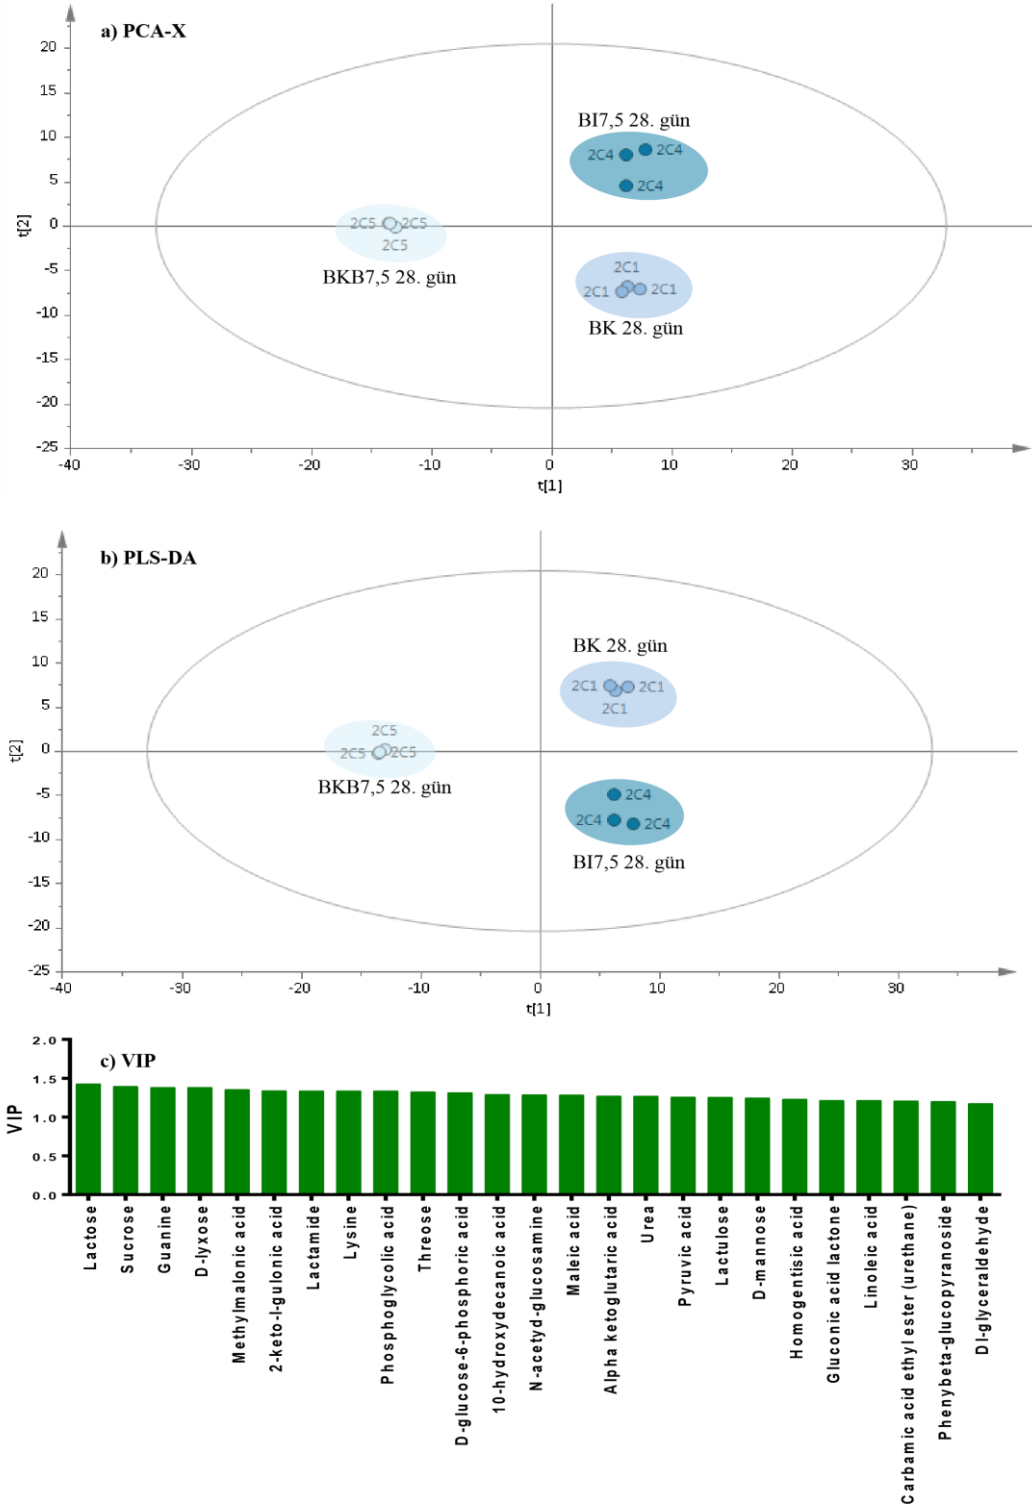 a) PCA-X
20
15
10
5
0
-5
-10
-15
-20
-25
t[2]
BI7,5 28. gün
2C4 2C4
2C4
2C5 2C5
2C5
BKB7,5 28. gün
2C1
2C1 2C1
BK 28. gün
-40 -30 -20 -10 0 10 20 30
t[1]
b) PLS-DA
20
15
10
5
0
-5
-10
-15
-20
-25
t[2]
BK 28. gün
2C1 2C1
2C1
2C5
2C5 2C5
BKB7,5 28. gün
2C4
2C4 2C4
BI7,5 28. gün
-40 -30 -20 -10 0 10 20 30
t[1]
c) VIP
2.0
1.5
1.0
0.5
0.0
VIP
Lactose
Sucrose
Guanine
D-lyxose
Methylmalonic acid
2-keto-l-gulonic acid
Lactamide
Lysine
Phosphoglycolic acid
Threose
D-glucose-6-phosphoric acid
10-hydroxydecanoic acid
N-acetyd-glucosamine
Maleic acid
Alpha ketoglutaric acid
Urea
Pyruvic acid
Lactulose
D-mannose
Homogentisic acid
Gluconic acid lactone
Linoleic acid
Carbamic acid ethyl ester (urethane)
Phenybeta-glucopyranoside
Dl-glyceraldehyde